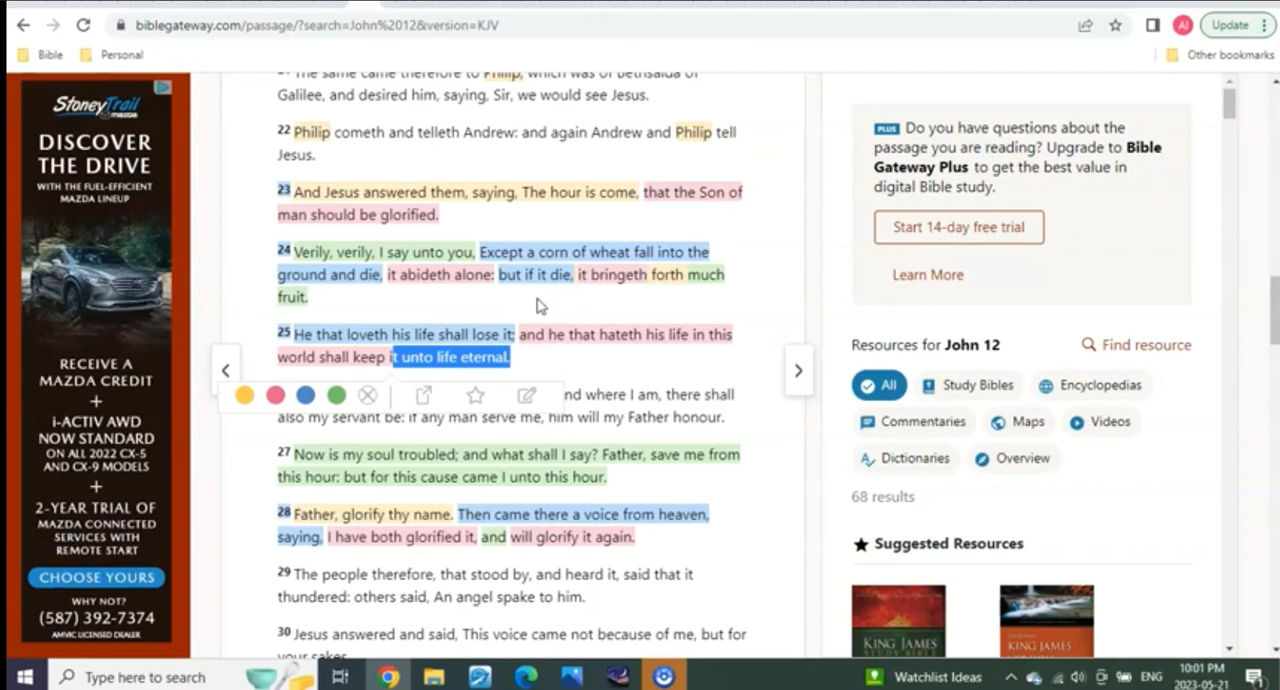 biblegateway.com/passage/?search=John%2012&version=KJV
AI
Update
Bible
Personal
Other bookmarks
StoneyTrail
mazda
DISCOVER
THE DRIVE
WITH THE FUEL-EFFICIENT
MAZDA LINEUP
RECEIVE A
MAZDA CREDIT
+
i-ACTIV AWD
NOW STANDARD
ON ALL 2022 CX-5
AND CX-9 MODELS
+
2-YEAR TRIAL OF
MAZDA CONNECTED
SERVICES WITH
REMOTE START
CHOOSE YOURS
WHY NOT?
(587) 392-7374
AMVIC LICENSED DEALER
The same came therefore to Philip, which was of Bethsaida of
Galilee, and desired him, saying, Sir, we would see Jesus.
22 Philip cometh and telleth Andrew: and again Andrew and Philip tell
Jesus.
23 And Jesus answered them, saying, The hour is come, that the Son of
man should be glorified.
24 Verily, verily, I say unto you, Except a corn of wheat fall into the
ground and die, it abideth alone: but if it die, it bringeth forth much
fruit.
25 He that loveth his life shall lose it; and he that hateth his life in this
world shall keep it unto life eternal.
nd where I am, there shall
also my servant be: if any man serve me, him will my Father honour.
27 Now is my soul troubled; and what shall I say? Father, save me from
this hour: but for this cause came I unto this hour.
28 Father, glorify thy name. Then came there a voice from heaven,
saying, I have both glorified it, and will glorify it again.
29 The people therefore, that stood by, and heard it, said that it
thundered: others said, An angel spake to him.
30 Jesus answered and said, This voice came not because of me, but for
your sakes.
PLUS Do you have questions about the
passage you are reading? Upgrade to Bible
Gateway Plus to get the best value in
digital Bible study.
Start 14-day free trial
Learn More
Resources for John 12
Find resource
All
Study Bibles
Encyclopedias
Commentaries
Maps
Videos
Dictionaries
Overview
68 results
Suggested Resources
KING JAMES
STUDY BIBLE
KING JAMES
Type here to search
Watchlist Ideas
ENG
10:01 PM
2023-05-21
1